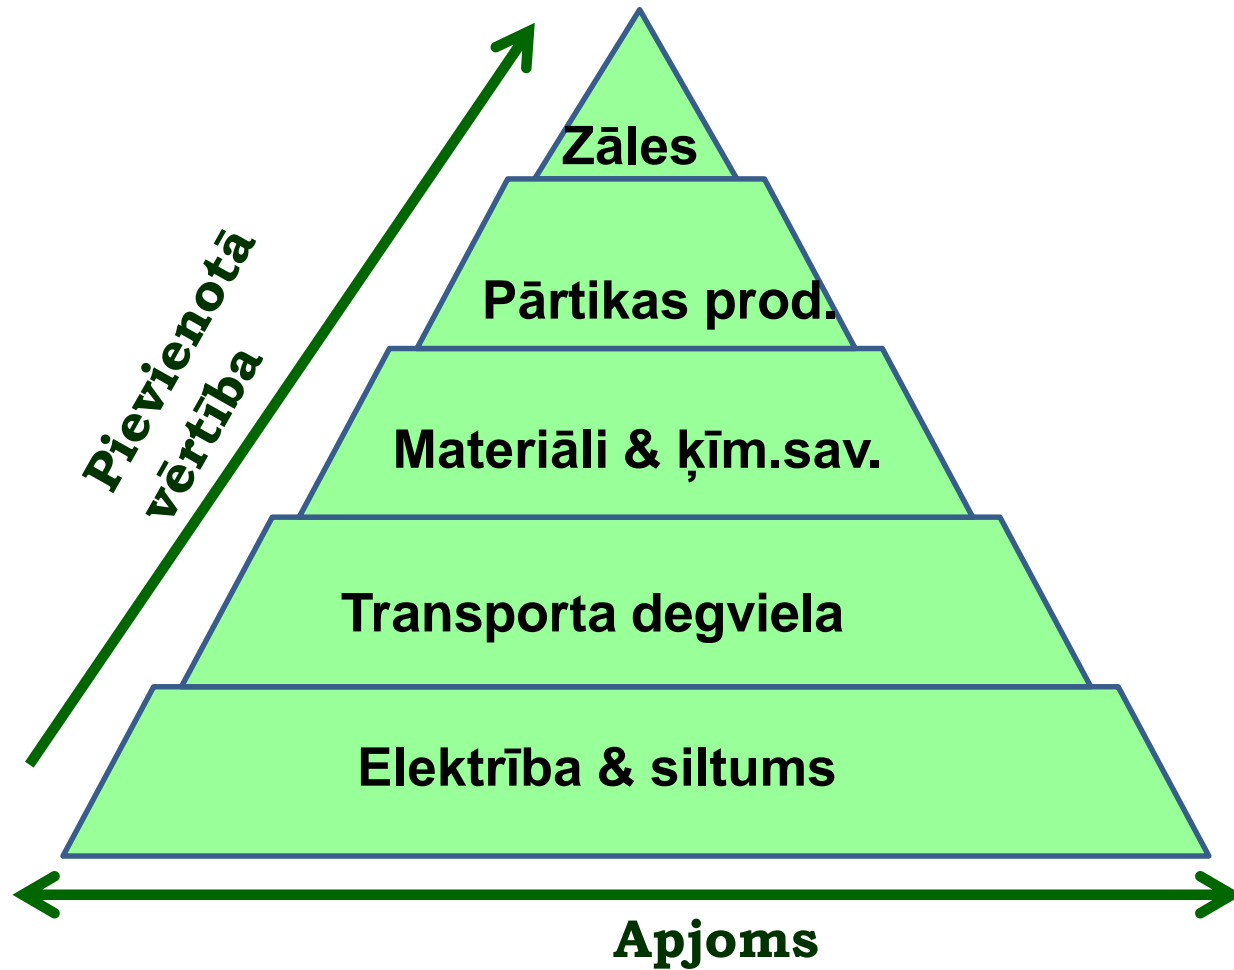 Zāles
Pārtikas prod.
Materiāli & ķīm.sav.
Transporta degviela
Elektrība & siltums
Pievienotā
vērtība
Apjoms